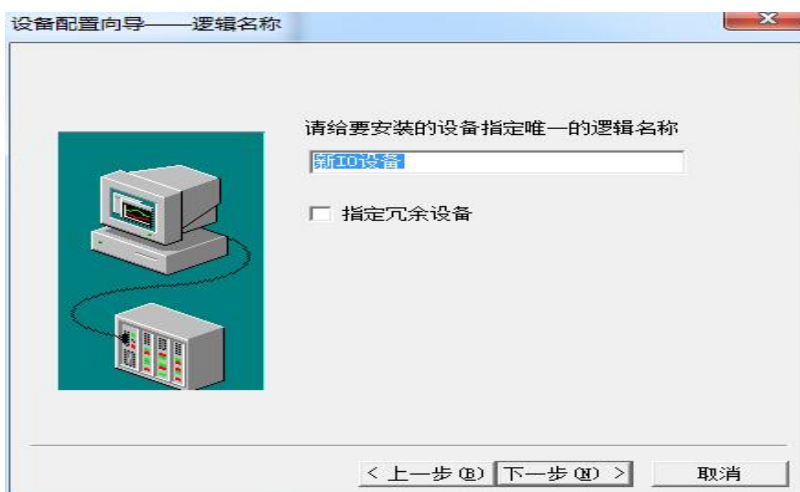 设备配置向导——逻辑名称
请给要安装的设备指定唯一的逻辑名称
新IO设备
指定冗余设备
< 上一步(B) 下一步(N) > 取消